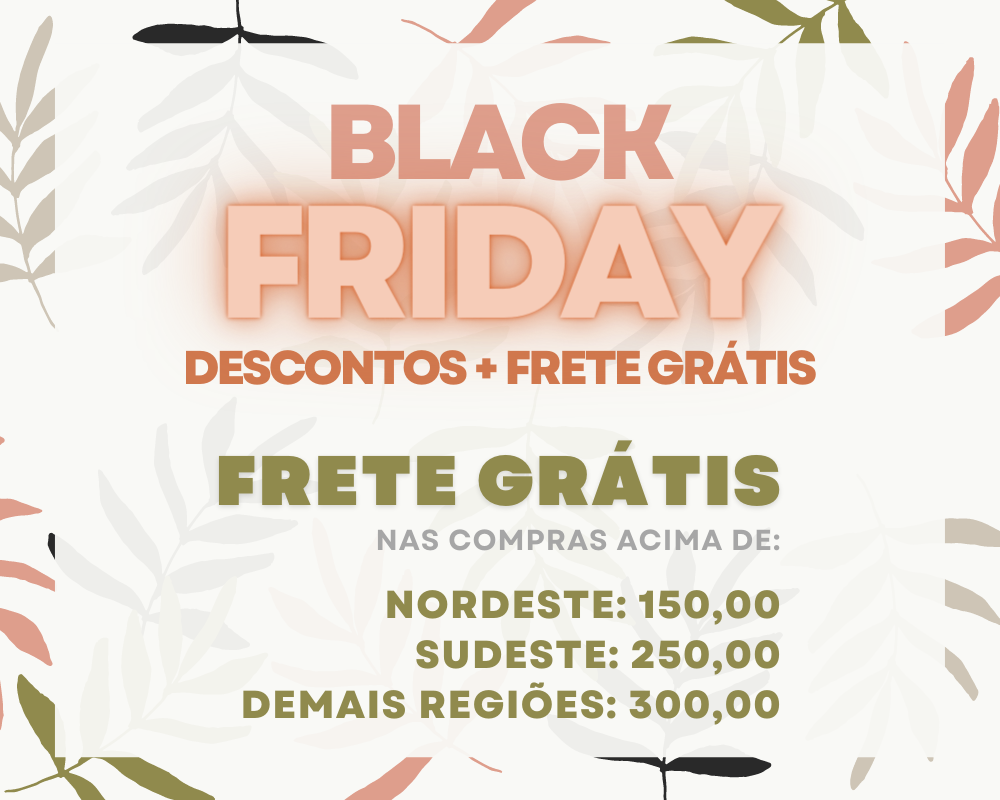 BLACK
FRIDAY
DESCONTOS + FRETE GRÁTIS
FRETE GRÁTIS
NAS COMPRAS ACIMA DE:
NORDESTE: 150,00
SUDESTE: 250,00
DEMAIS REGIÕES: 300,00